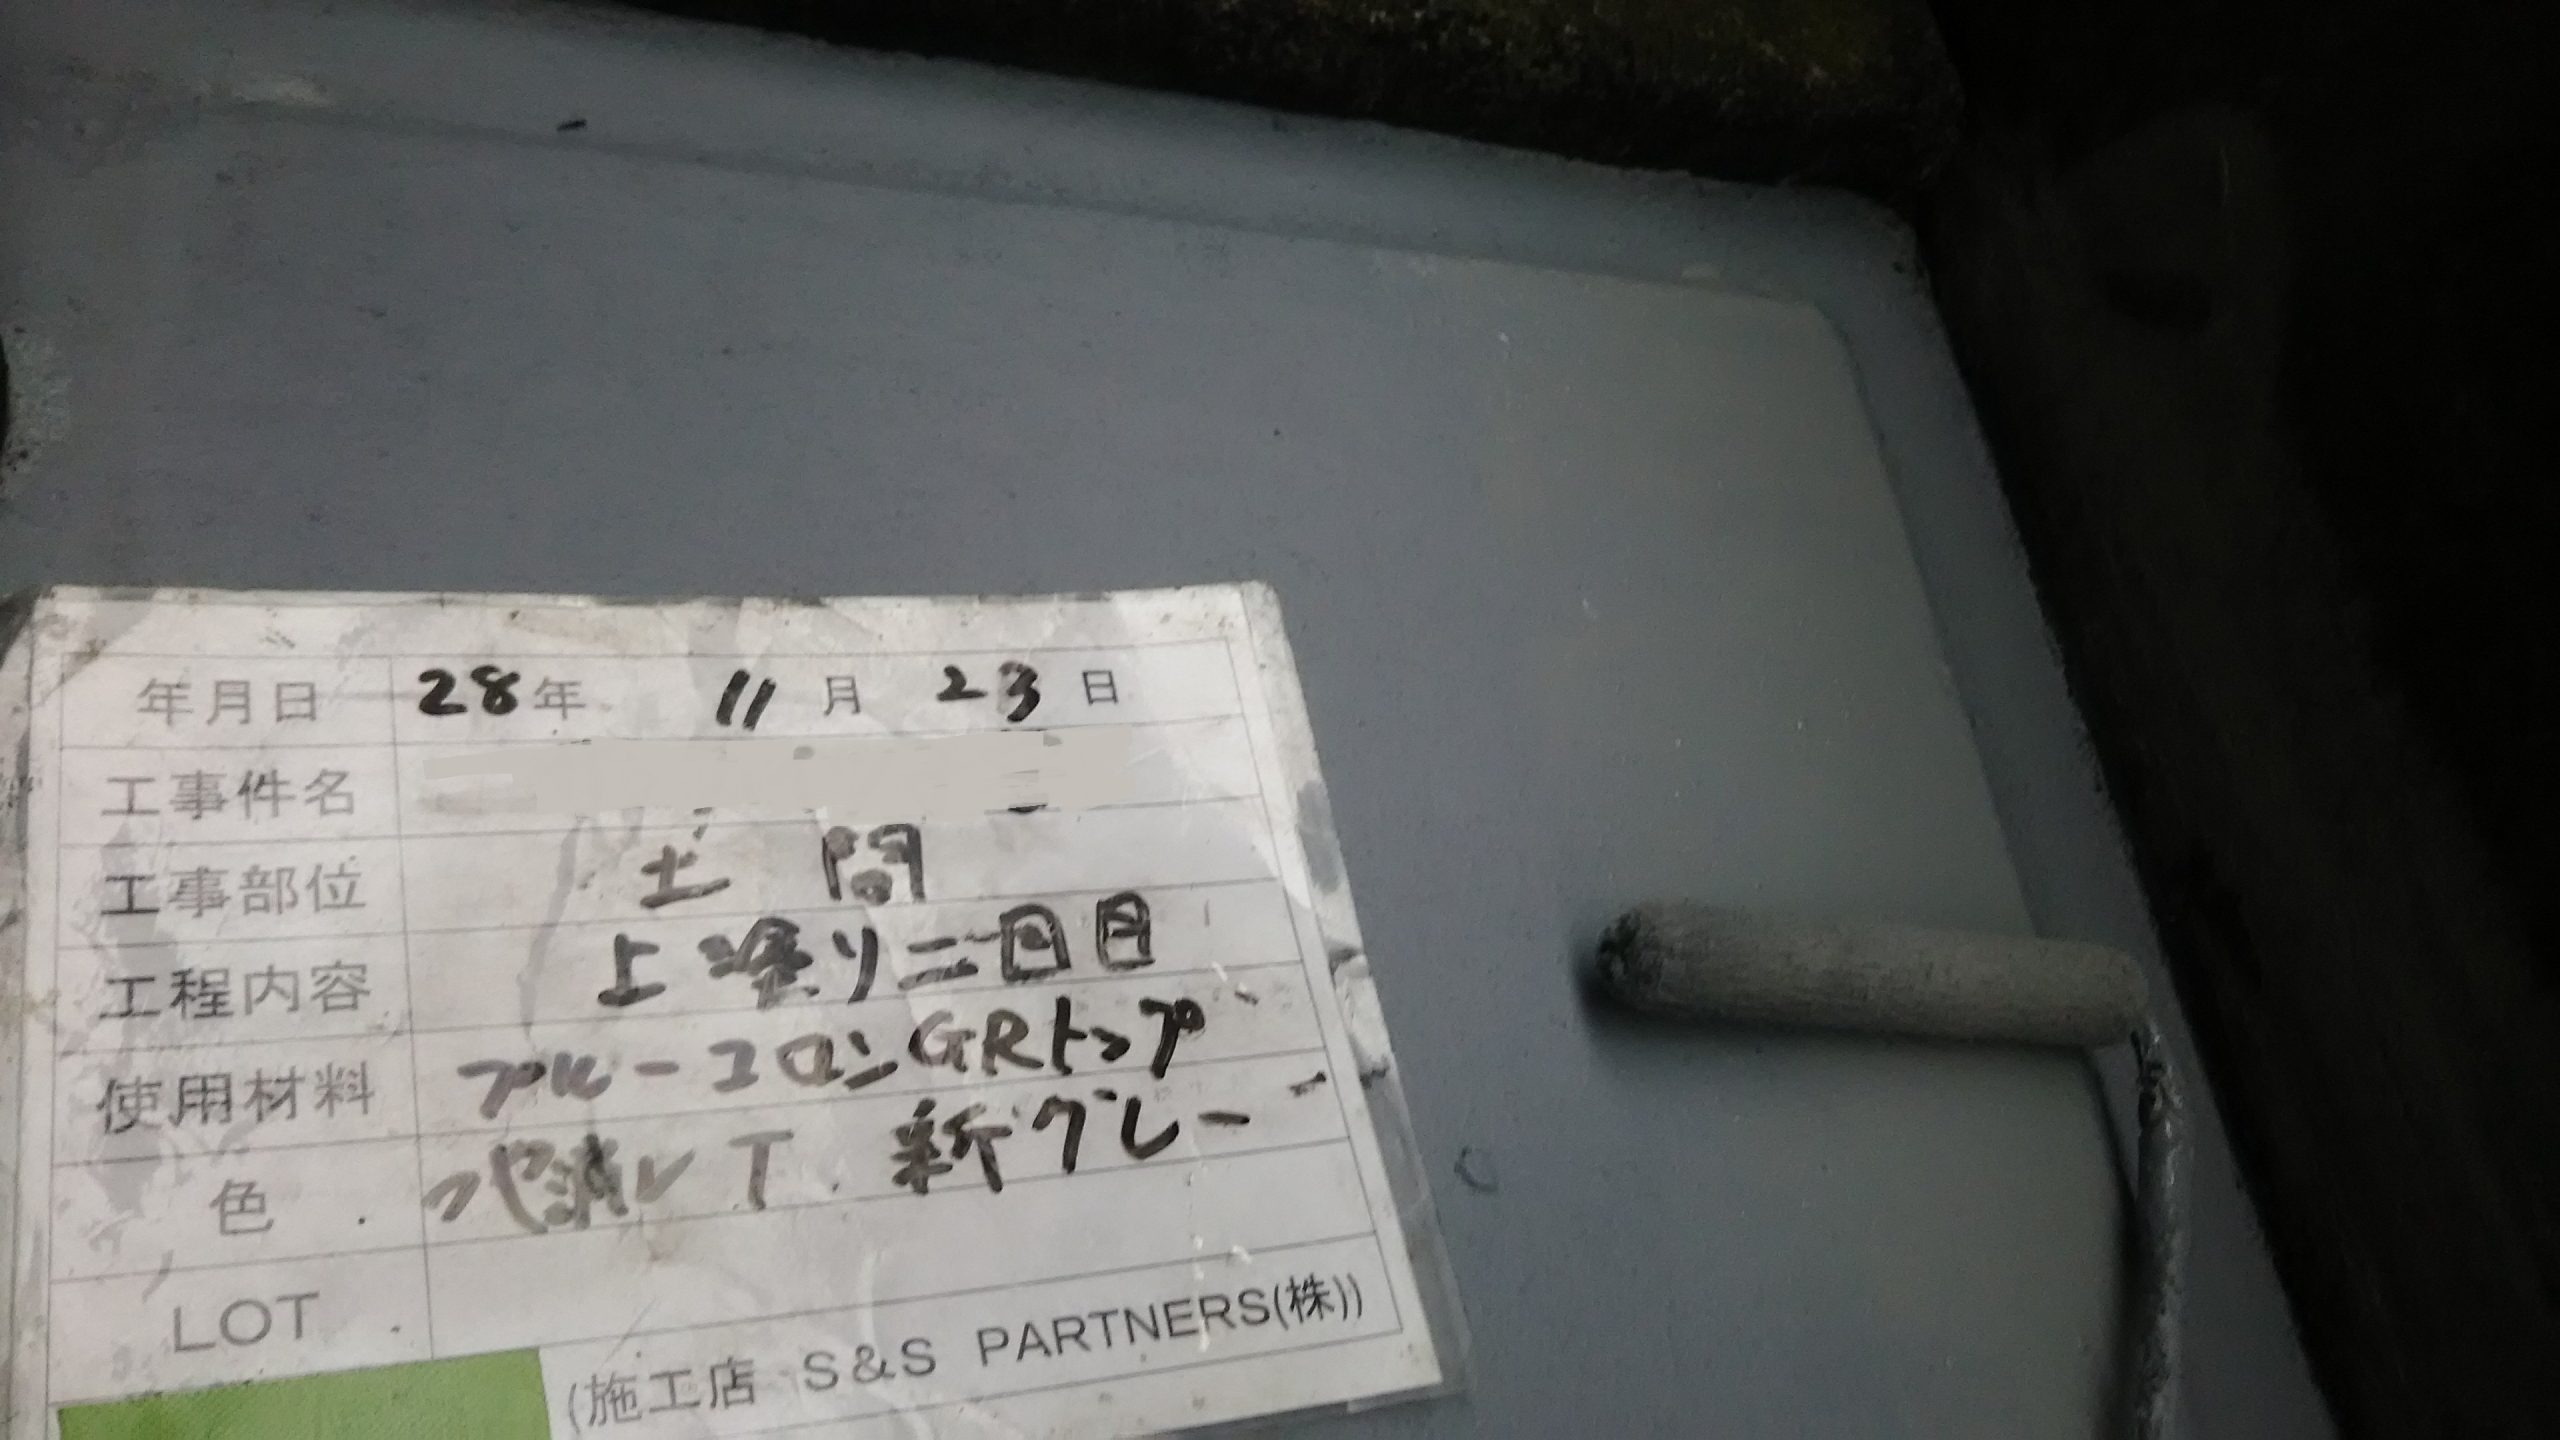 年月日 28年 11月 23日
工事件名
工事部位 土間
工程内容 上塗り二回目
使用材料 プルーコロンGRトップ
色 つや消しT. 新グレー
LOT
(施工店 S&S PARTNERS(株))